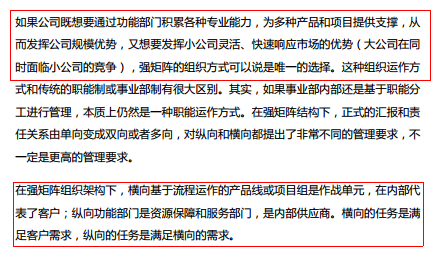 如果公司既想要通过功能部门积累各种专业能力，为多种产品和项目提供支撑，从
而发挥公司规模优势，又想要发挥小公司灵活、快速响应市场的优势（大公司在同
时面临小公司的竞争），强矩阵的组织方式可以说是唯一的选择。这种组织运作方
式和传统的职能制或事业部制有很大区别。其实，如果事业部内部还是基于职能分
工进行管理，本质上仍然是一种职能运作方式。在强矩阵结构下，正式的汇报和责
任关系由单向变成双向或者多向，对纵向和横向都提出了非常不同的管理要求，不
一定是更高的管理要求。
在强矩阵组织架构下，横向基于流程运作的产品线或项目组是作战单元，在内部代
表了客户；纵向功能部门是资源保障和服务部门，是内部供应商。横向的任务是满
足客户需求，纵向的任务是满足横向的需求。